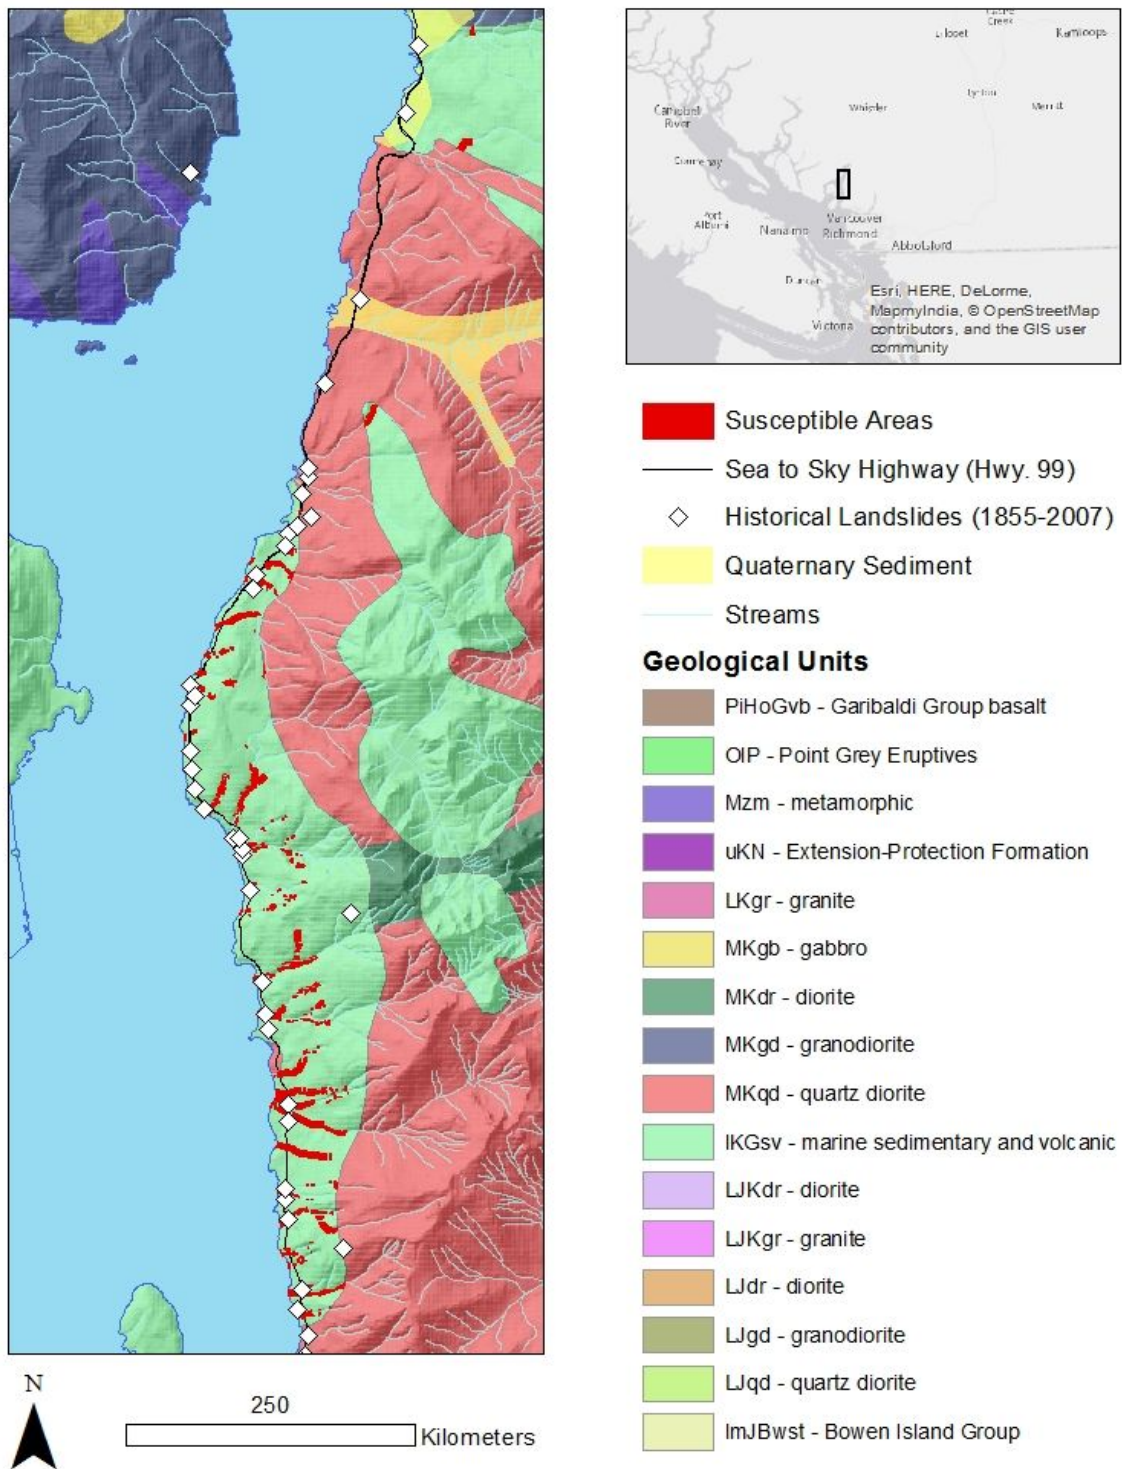 Creek
Lillooet
Kamloops
Lytton
Merritt
Whistler
Campbell
River
Courtenay
Port
Alberni
Nanaimo
Vancouver
Richmond
Abbotsford
Duncan
Victoria
Esri, HERE, DeLorme,
MapmyIndia, © OpenStreetMap
contributors, and the GIS user
community
Susceptible Areas
Sea to Sky Highway (Hwy. 99)
Historical Landslides (1855-2007)
Quaternary Sediment
Streams
Geological Units
PiHoGvb - Garibaldi Group basalt
OIP - Point Grey Eruptives
Mzm - metamorphic
uKN - Extension-Protection Formation
LKgr - granite
MKgb - gabbro
MKdr - diorite
MKgd - granodiorite
MKqd - quartz diorite
IKGsv - marine sedimentary and volcanic
LJKdr - diorite
LJKgr - granite
LJdr - diorite
LJgd - granodiorite
LJqd - quartz diorite
ImJBwst - Bowen Island Group
N
250
Kilometers